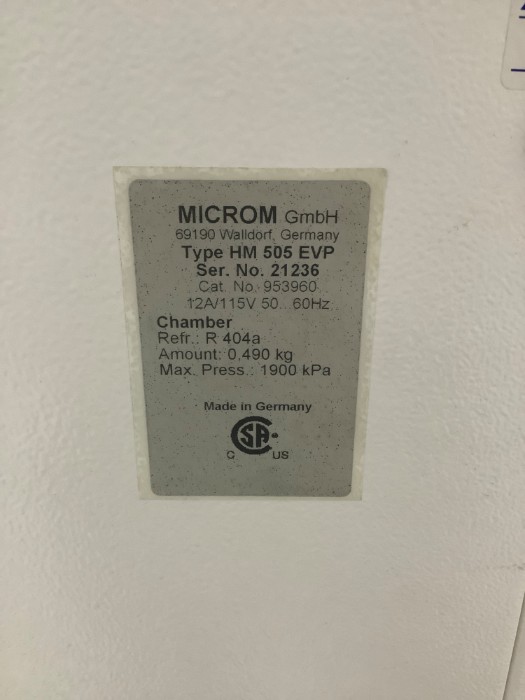 MICROM GmbH
69190 Walldorf, Germany
Type HM 505 EVP
Ser. No. 21236
Cat. No. 953960
12A/115V 50...60Hz
Chamber
Refr.: R 404a
Amount: 0,490 kg
Max. Press.: 1900 kPa
Made in Germany
CSA
C US